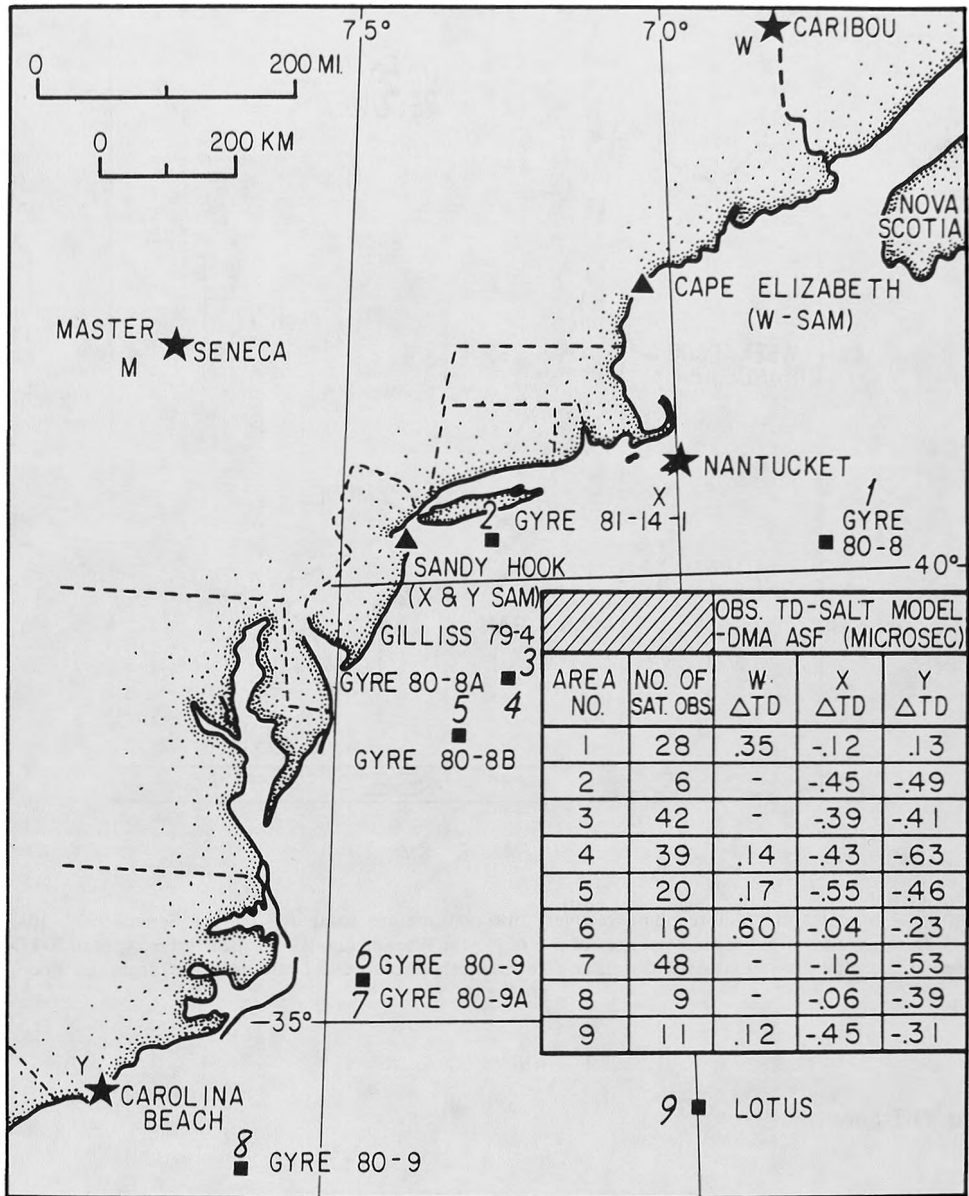 75°
70°
W
CARIBOU
0 200 MI.
0 200 KM
NOVA
SCOTIA
CAPE ELIZABETH
(W-SAM)
MASTER
M
SENECA
NANTUCKET
X
1
GYRE
80-8
2 GYRE 81-14-1
40°
SANDY HOOK
(X & Y SAM)
GILLISS 79-4
3
GYRE 80-8A 4
5
GYRE 80-8B
OBS. TD-SALT MODEL
-DMA ASF (MICROSEC)
AREA NO. NO. OF SAT. OBS. W ΔTD X ΔTD Y ΔTD
1 28 .35 -.12 .13
2 6 - -.45 -.49
3 42 - -.39 -.41
4 39 .14 -.43 -.63
5 20 .17 -.55 -.46
6 16 .60 -.04 -.23
7 48 - -.12 -.53
8 9 - -.06 -.39
9 11 .12 -.45 -.31
6 GYRE 80-9
7 GYRE 80-9A
35°
Y
CAROLINA
BEACH
9 LOTUS
8
GYRE 80-9